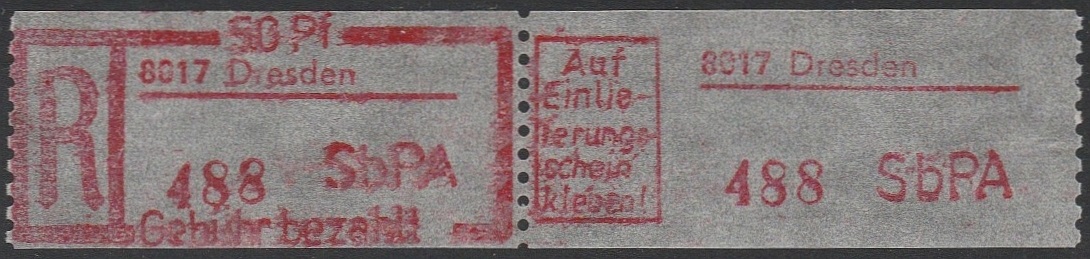 50 Pf
R
8017 Dresden
488 SbPA
Gebühr bezahlt
Auf
Einlie-
ferungs-
schein
kleben!
8017 Dresden
488 SbPA